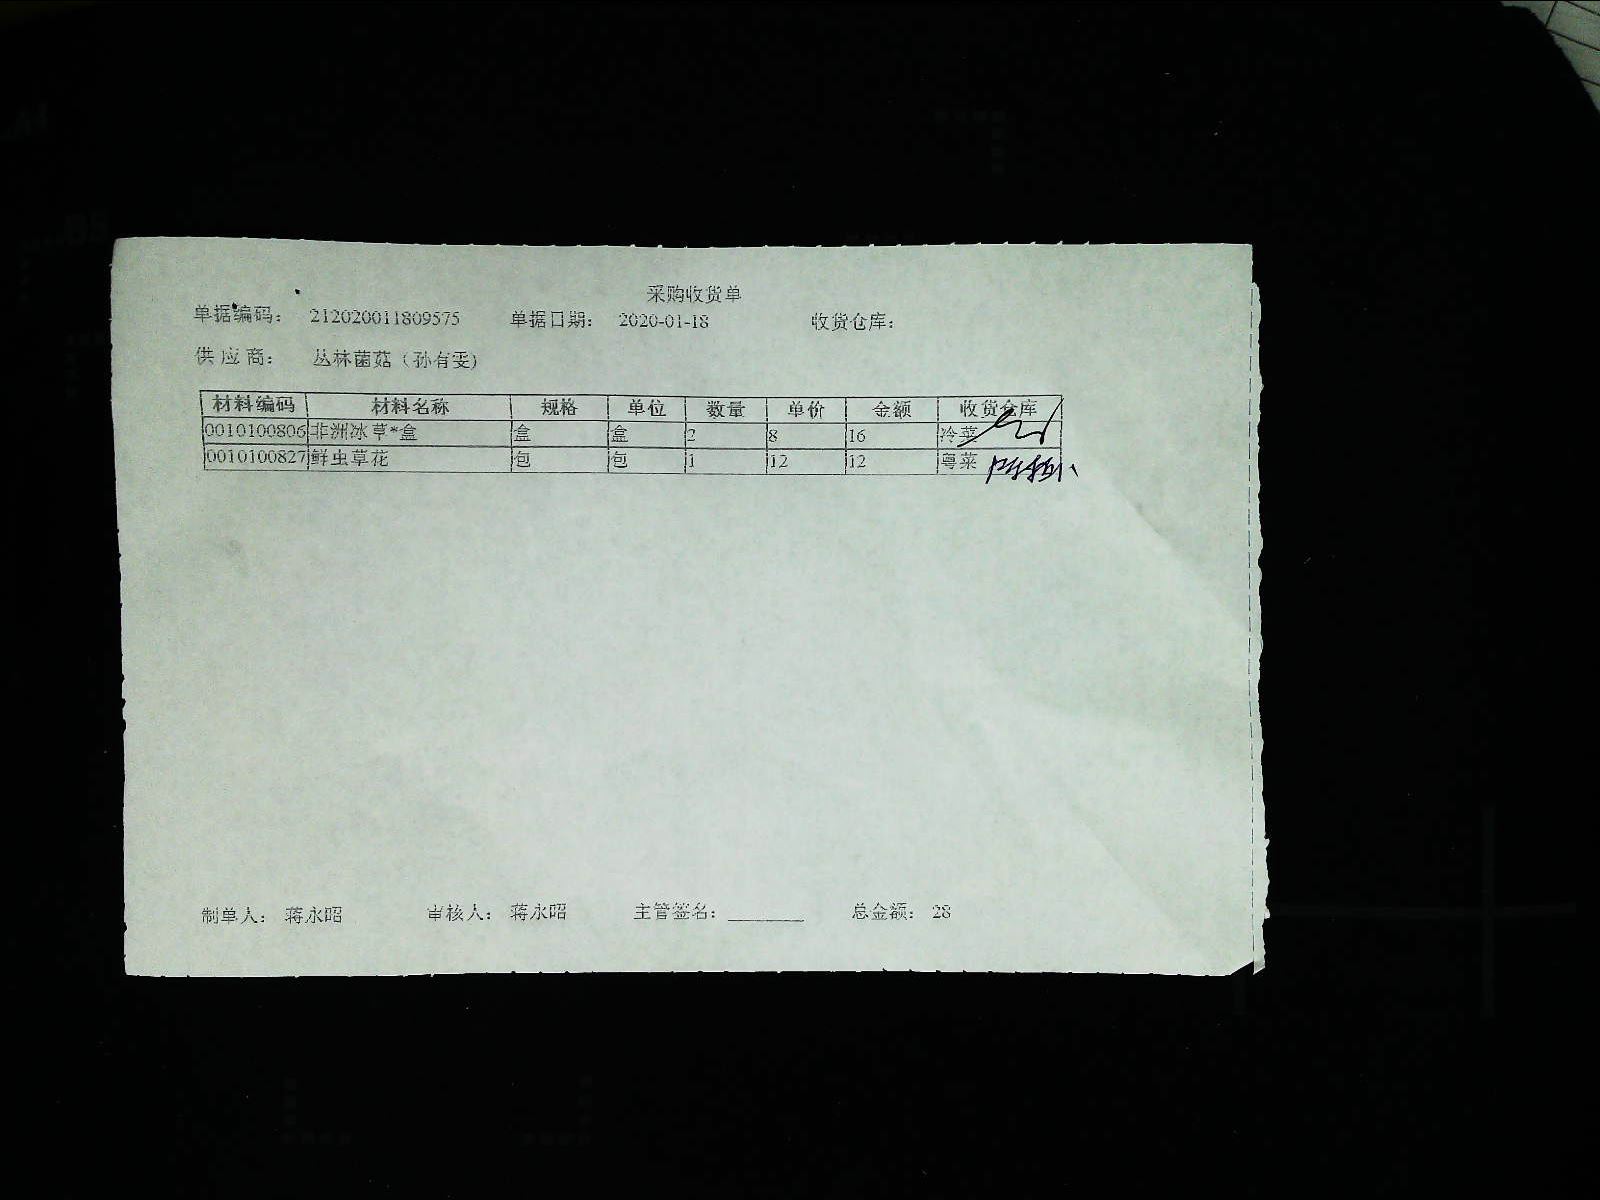 采购收货单
单据编码： 212020011809575 单据日期： 2020-01-18 收货仓库：
供应商： 丛林菌菇（孙有雯）
材料编码 材料名称 规格 单位 数量 单价 金额 收货仓库
0010100806 非洲冰草*盒 盒 盒 2 8 16 冷菜
0010100827 鲜虫草花 包 包 1 12 12 粤菜
制单人： 蒋永昭 审核人： 蒋永昭 主管签名： 总金额： 28